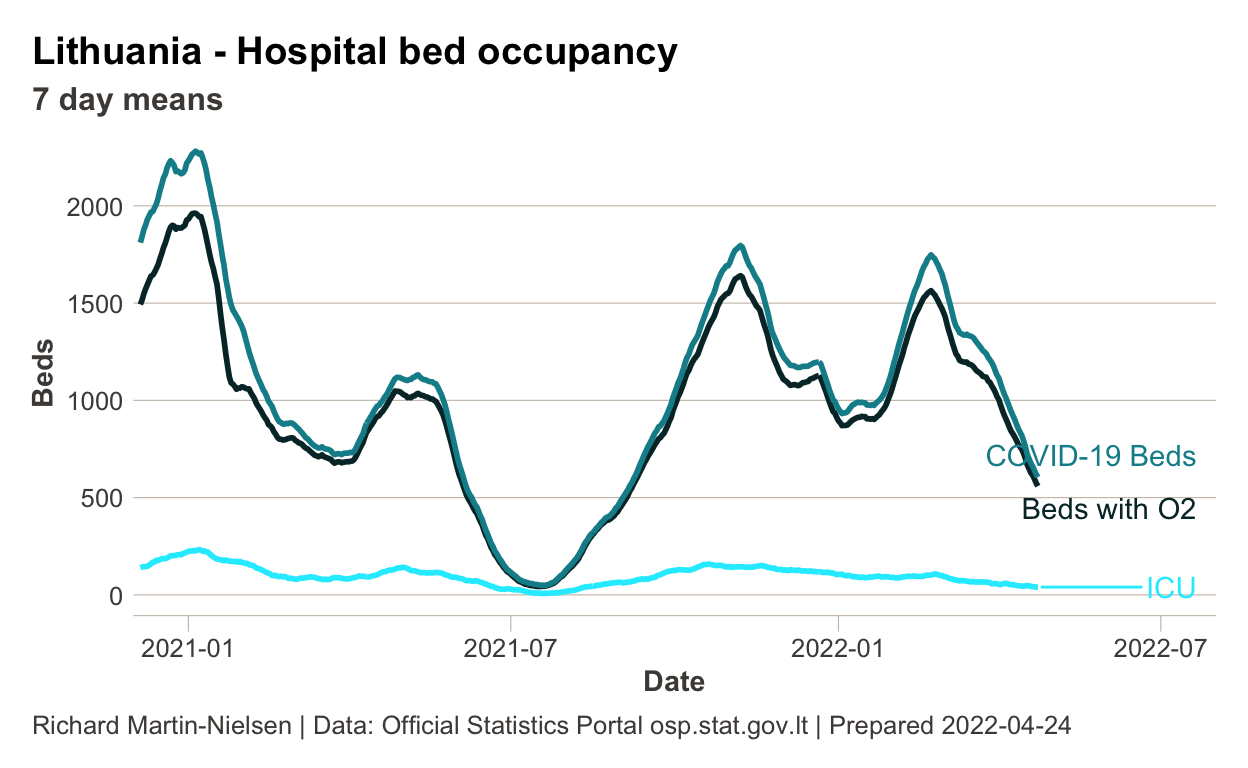 Lithuania - Hospital bed occupancy
7 day means
2000
1500
1000
500
0
Beds
COVID-19 Beds
Beds with O2
ICU
2021-01 2021-07 2022-01 2022-07
Date
Richard Martin-Nielsen | Data: Official Statistics Portal osp.stat.gov.lt | Prepared 2022-04-24